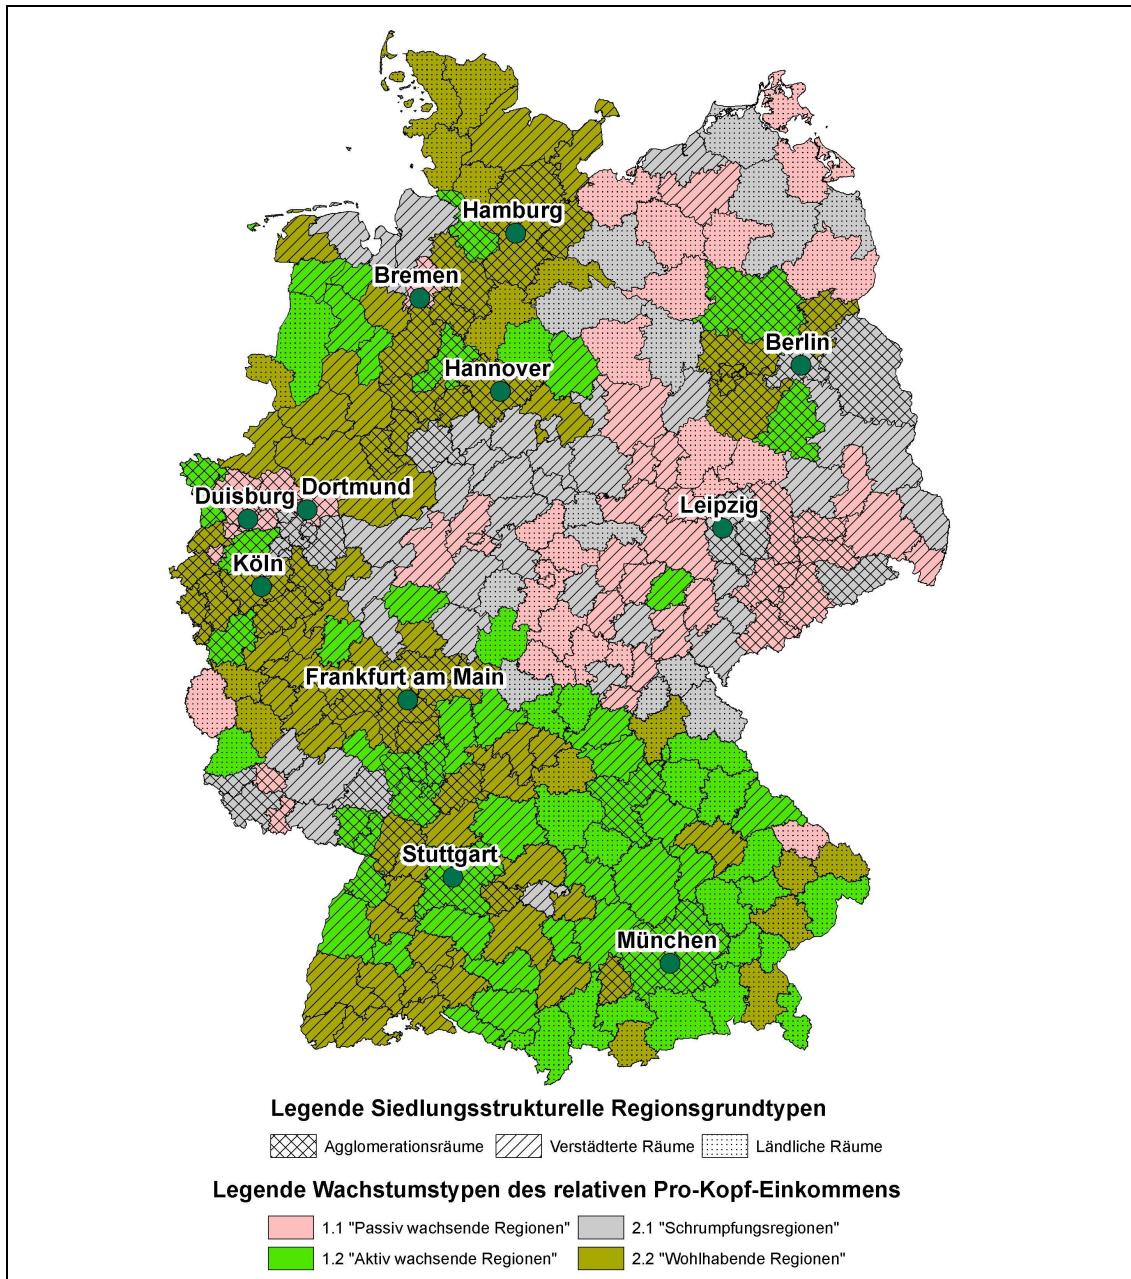 Hamburg
Bremen
Berlin
Hannover
Duisburg
Dortmund
Leipzig
Köln
Frankfurt am Main
Stuttgart
München
Legende Siedlungsstrukturelle Regionsgrundtypen
Agglomerationsräume Verstädterte Räume Ländliche Räume
Legende Wachstumstypen des relativen Pro-Kopf-Einkommens
1.1 "Passiv wachsende Regionen" 2.1 "Schrumpfungsregionen"
1.2 "Aktiv wachsende Regionen" 2.2 "Wohlhabende Regionen"